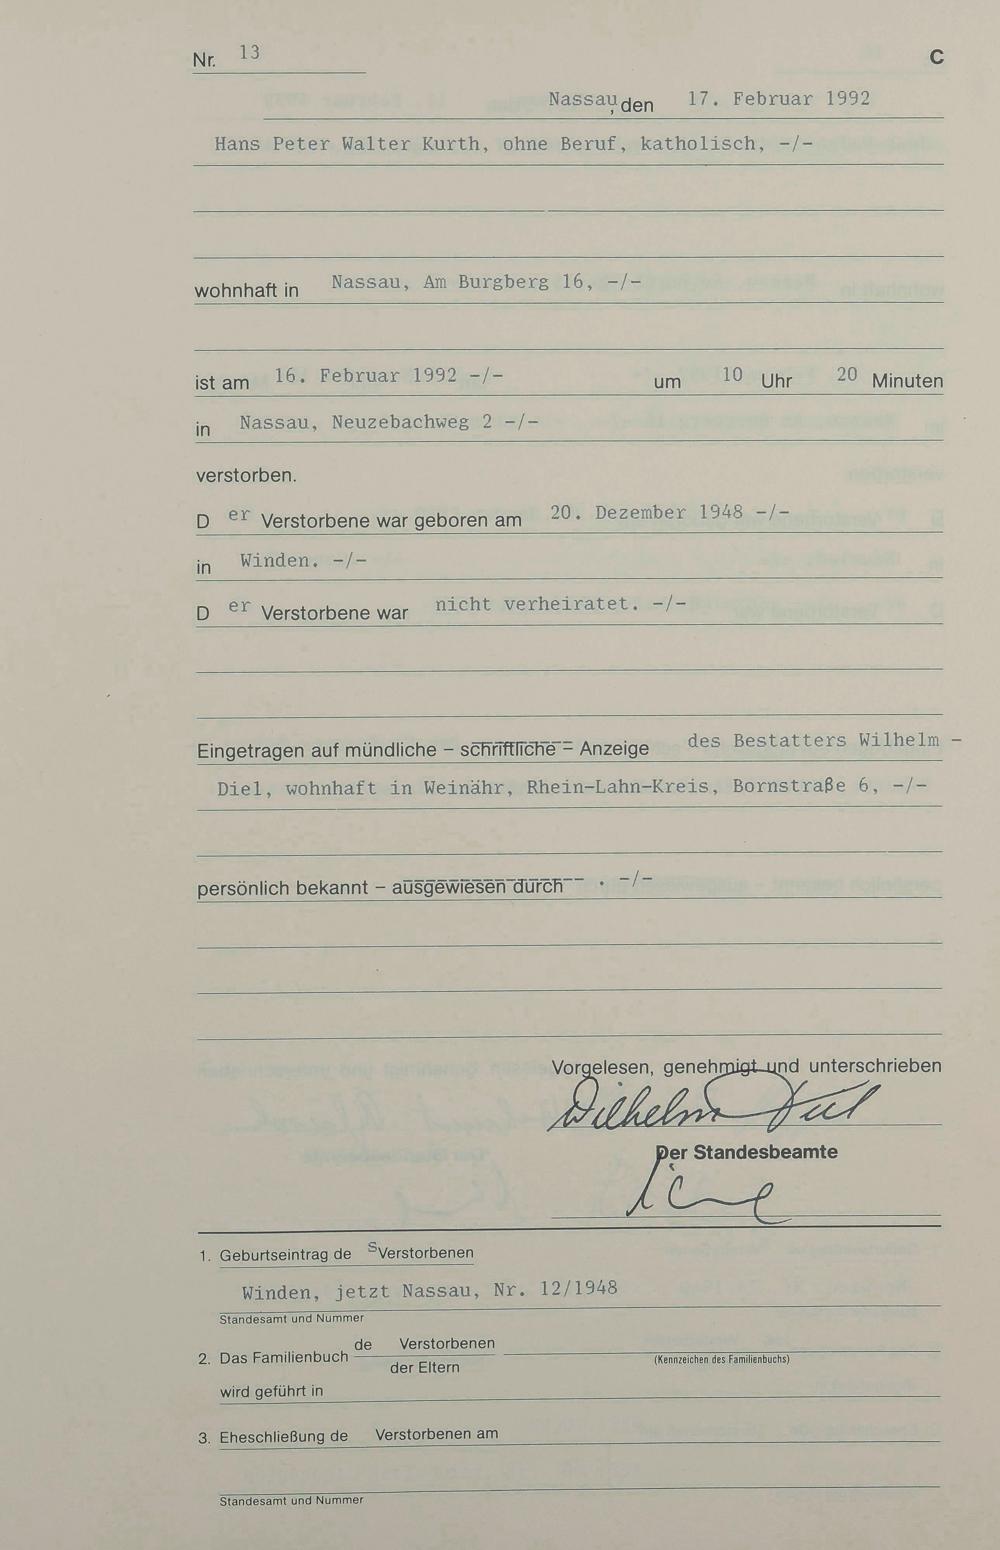 Nr. 13 C
Nassau, den 17. Februar 1992
Hans Peter Walter Kurth, ohne Beruf, katholisch, -/-
wohnhaft in Nassau, Am Burgberg 16, -/-
ist am 16. Februar 1992 -/- um 10 Uhr 20 Minuten
in Nassau, Neuzebachweg 2 -/-
verstorben.
D er Verstorbene war geboren am 20. Dezember 1948 -/-
in Winden. -/-
D er Verstorbene war nicht verheiratet. -/-
Eingetragen auf mündliche – schriftliche – Anzeige des Bestatters Wilhelm -
Diel, wohnhaft in Weinähr, Rhein-Lahn-Kreis, Bornstraße 6, -/-
persönlich bekannt – ausgewiesen durch . -/-
Vorgelesen, genehmigt und unterschrieben
Wilhelm Diel
Der Standesbeamte
1. Geburtseintrag de s Verstorbenen
Winden, jetzt Nassau, Nr. 12/1948
Standesamt und Nummer
2. Das Familienbuch de Verstorbenen
der Eltern
(Kennzeichen des Familienbuchs)
wird geführt in
3. Eheschließung de Verstorbenen am
Standesamt und Nummer